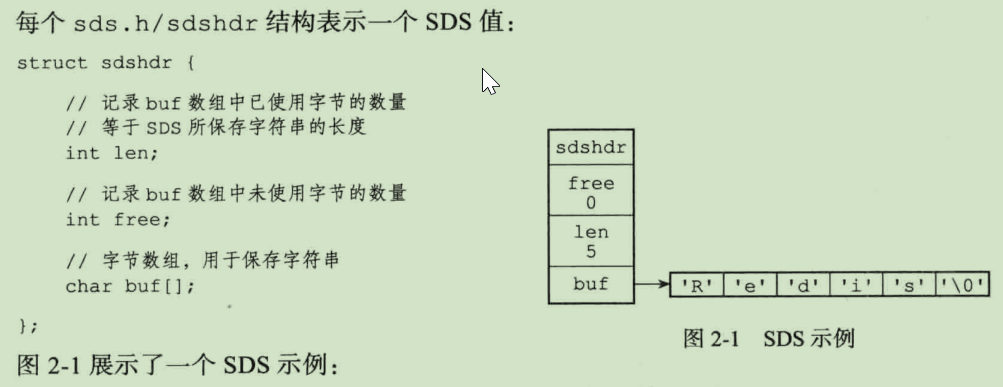 每个 sds.h/sdshdr 结构表示一个 SDS 值：
struct sdshdr {
// 记录 buf 数组中已使用字节的数量
// 等于 SDS 所保存字符串的长度
int len;
// 记录 buf 数组中未使用字节的数量
int free;
// 字节数组，用于保存字符串
char buf[];
};
图 2-1 展示了一个 SDS 示例：
sdshdr
free
0
len
5
buf
'R' 'e' 'd' 'i' 's' '\0'
图 2-1 SDS 示例